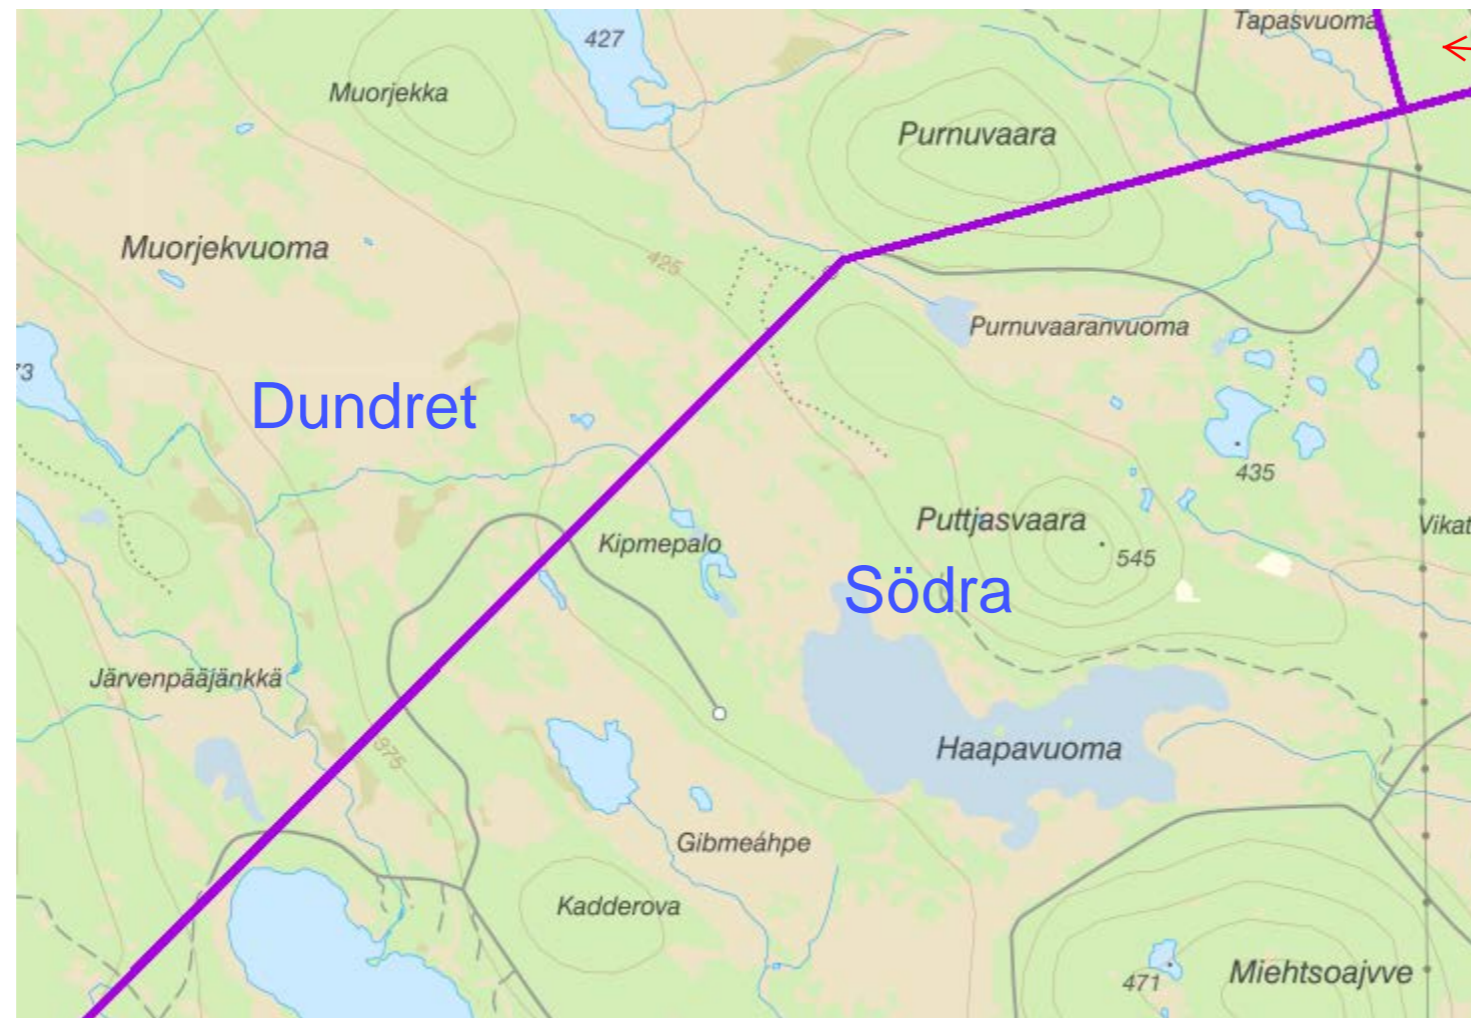 Tapasvuoma
427
Muorjekka
Purnuvaara
Muorjekvuoma
425
Purnuvaaranvuoma
73
Dundret
435
Puttjasvaara
Vikat
Kipmepalo
545
Södra
Järvenpääjänkkä
375
Haapavuoma
Gibmeáhpe
Kadderova
471
Miehtsoajvve